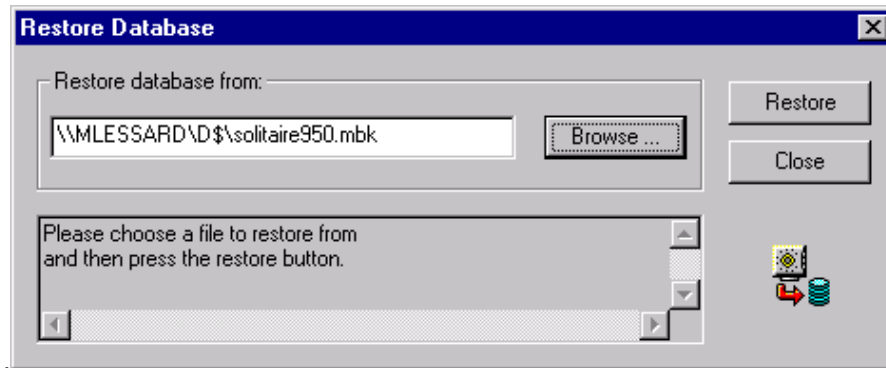 Restore Database
Restore database from:
\\MLESSARD\D$\solitaire950.mbk
Browse ...
Restore
Close
Please choose a file to restore from
and then press the restore button.